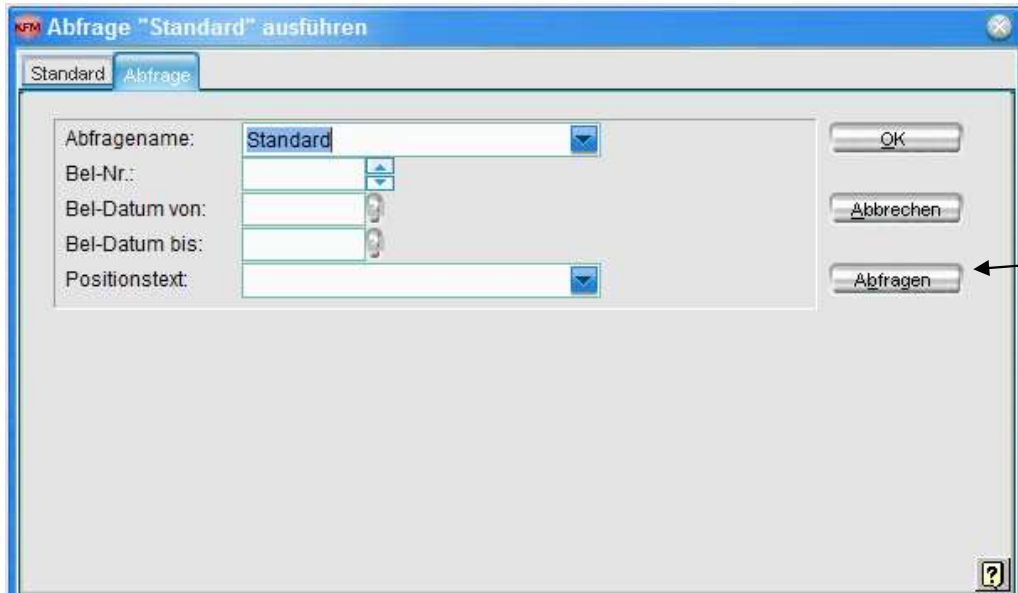 KFM Abfrage "Standard" ausführen
Standard Abfrage
Abfragename: Standard OK
Bel-Nr.:
Bel-Datum von: Abbrechen
Bel-Datum bis:
Positionstext: Abfragen
?